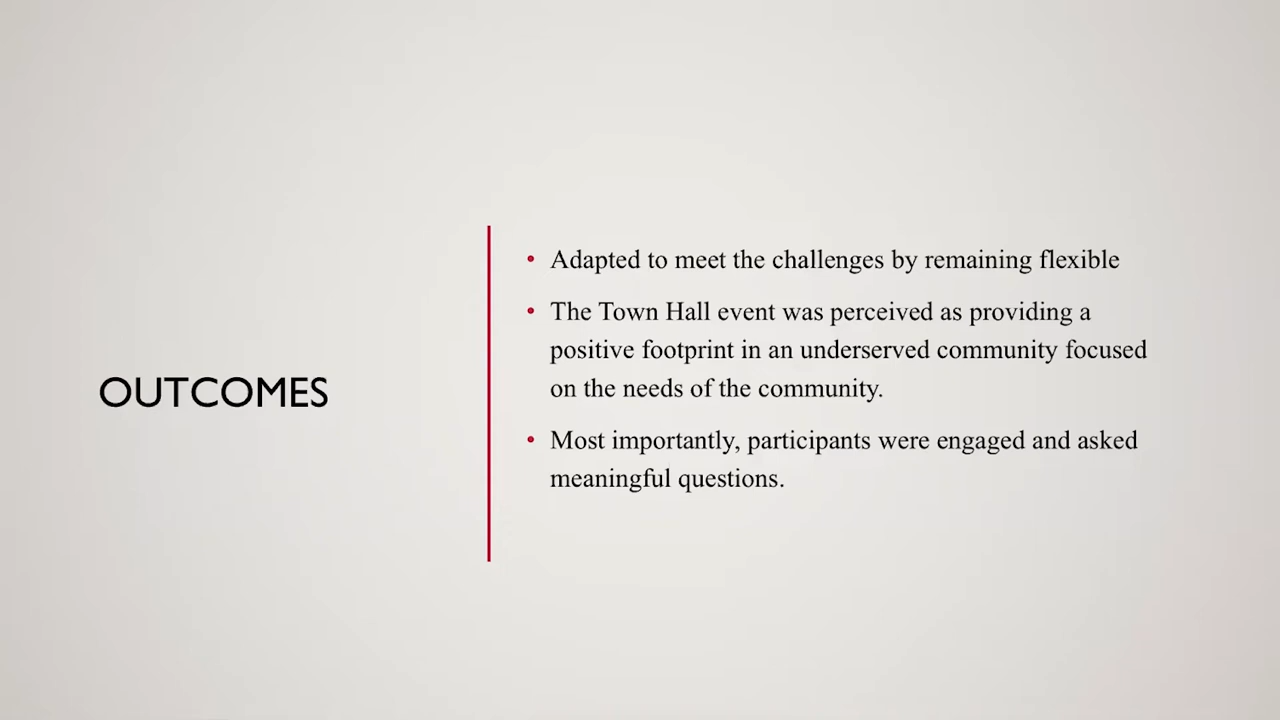 OUTCOMES
• Adapted to meet the challenges by remaining flexible
• The Town Hall event was perceived as providing a
positive footprint in an underserved community focused
on the needs of the community.
• Most importantly, participants were engaged and asked
meaningful questions.